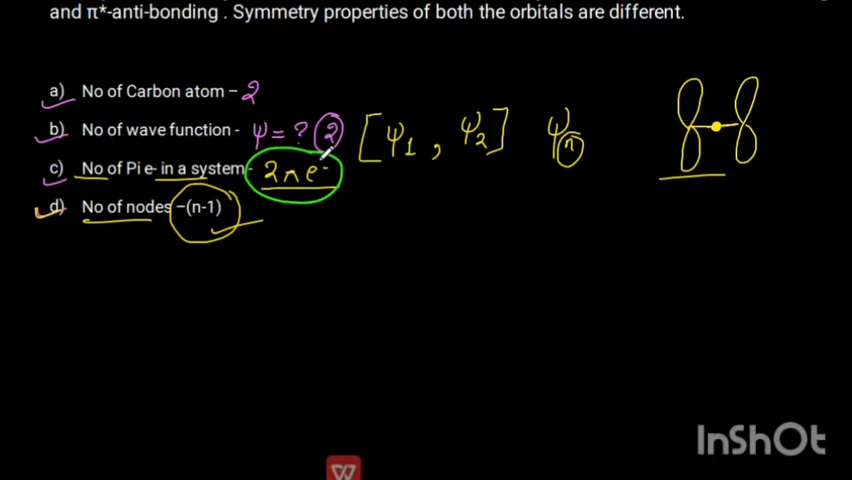 and π*-anti-bonding . Symmetry properties of both the orbitals are different.
a) No of Carbon atom – 2
b) No of wave function - ψ = ? 2 [ψ1 , ψ2] ψn
c) No of Pi e- in a system - 2π e-
d) No of nodes –(n-1)
InShOt